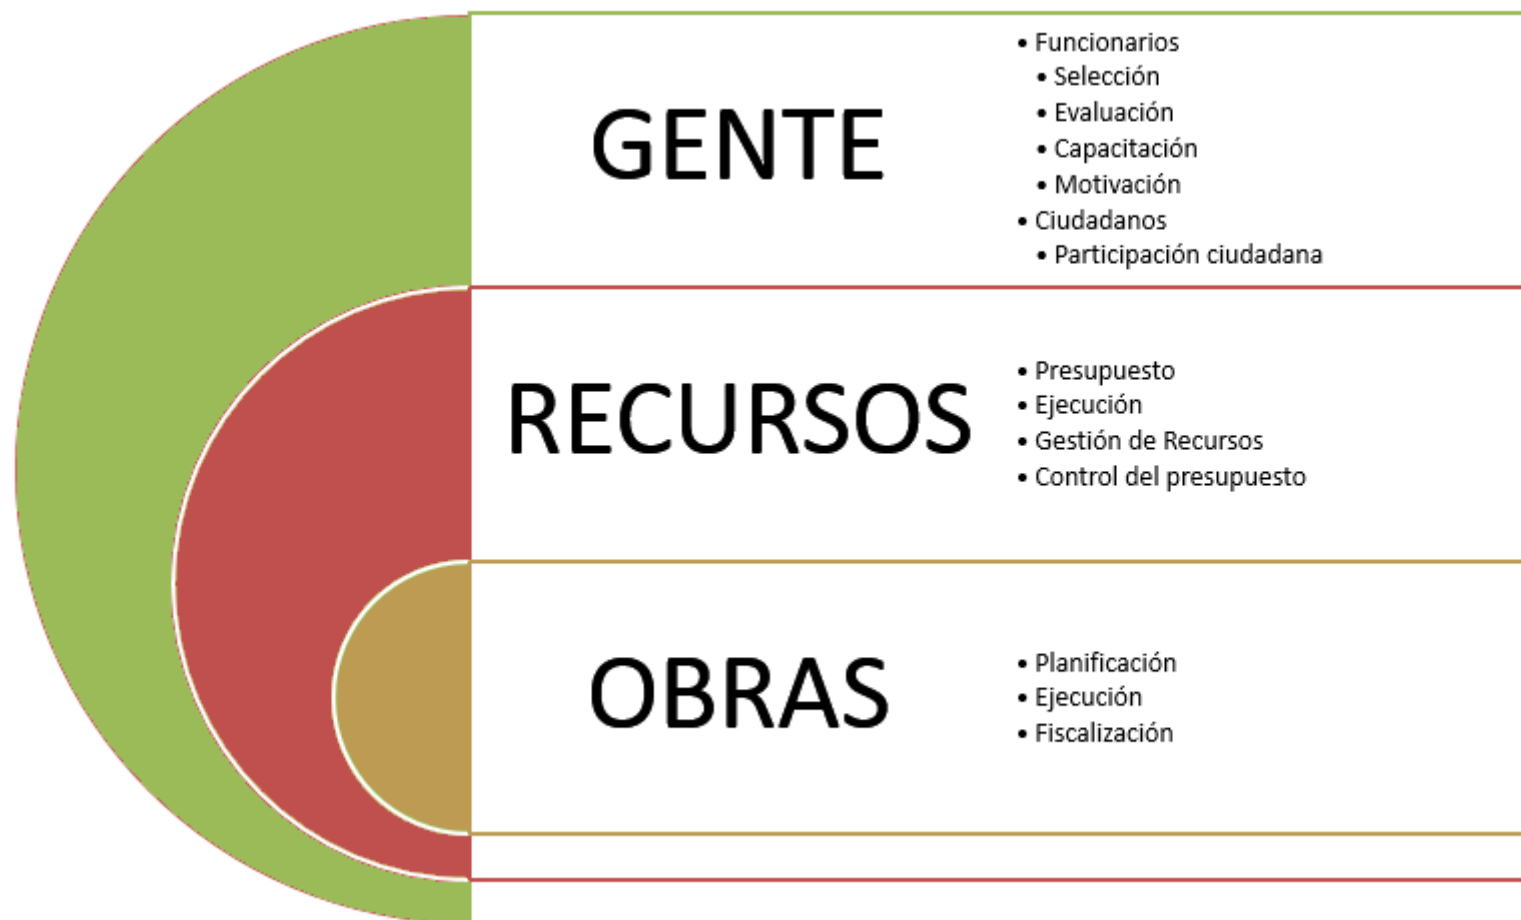 GENTE
• Funcionarios
• Selección
• Evaluación
• Capacitación
• Motivación
• Ciudadanos
• Participación ciudadana
RECURSOS
• Presupuesto
• Ejecución
• Gestión de Recursos
• Control del presupuesto
OBRAS
• Planificación
• Ejecución
• Fiscalización